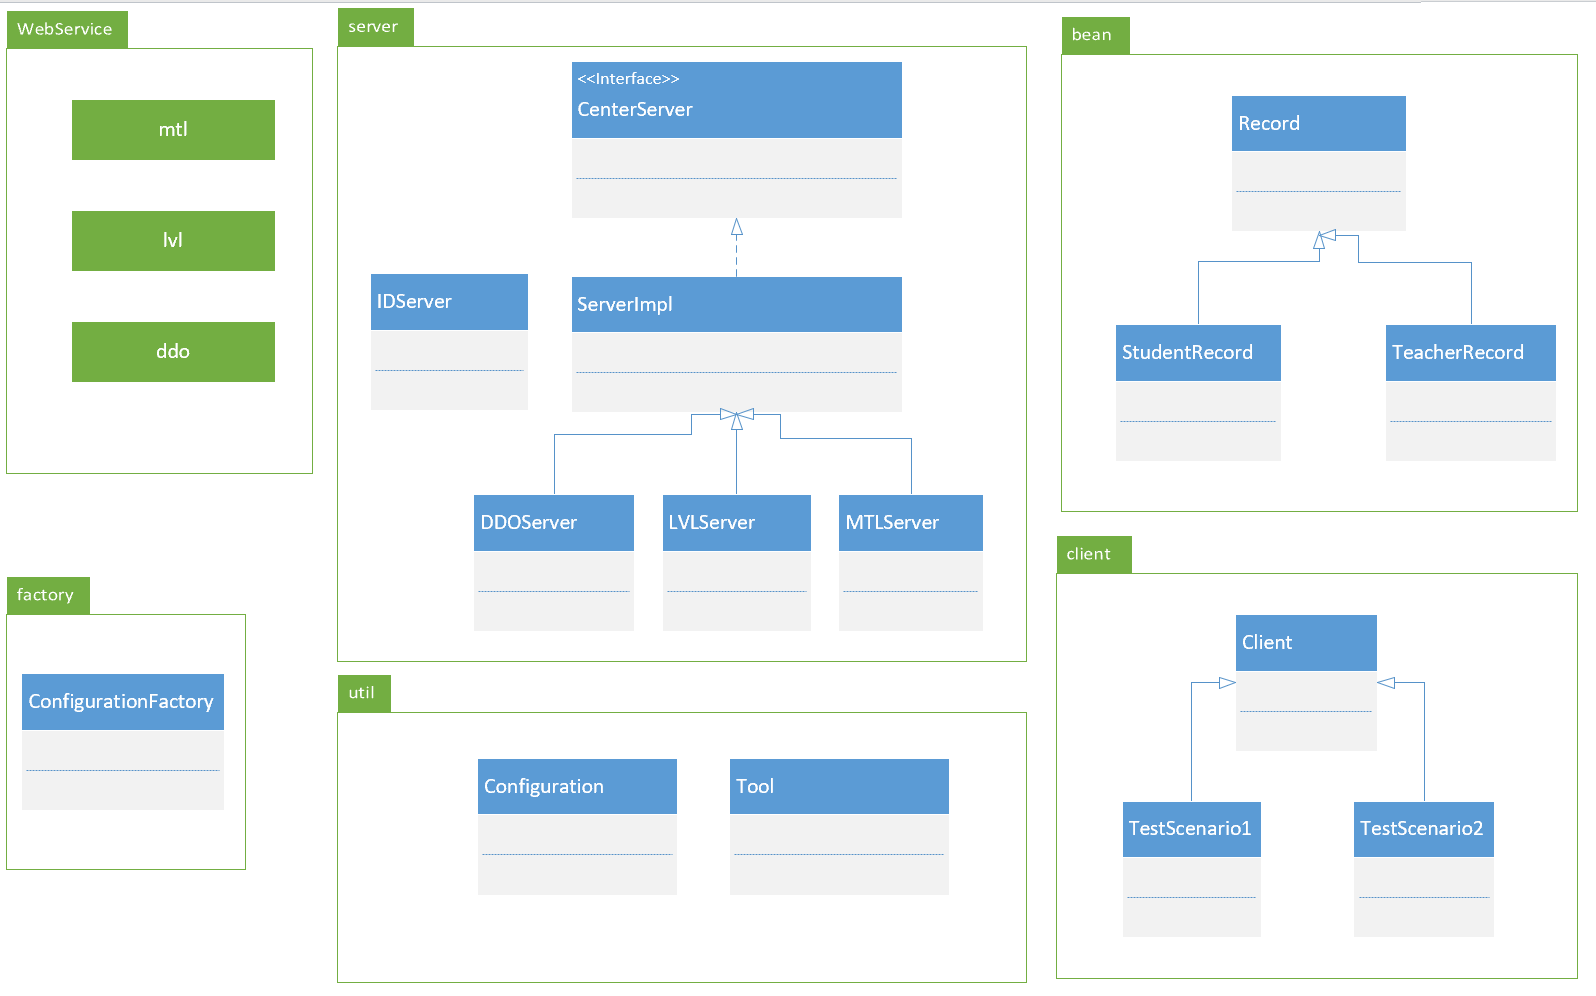 WebService
mtl
lvl
ddo
server
<<Interface>>
CenterServer
IDServer
ServerImpl
DDOServer
LVLServer
MTLServer
bean
Record
StudentRecord
TeacherRecord
factory
ConfigurationFactory
util
Configuration
Tool
client
Client
TestScenario1
TestScenario2